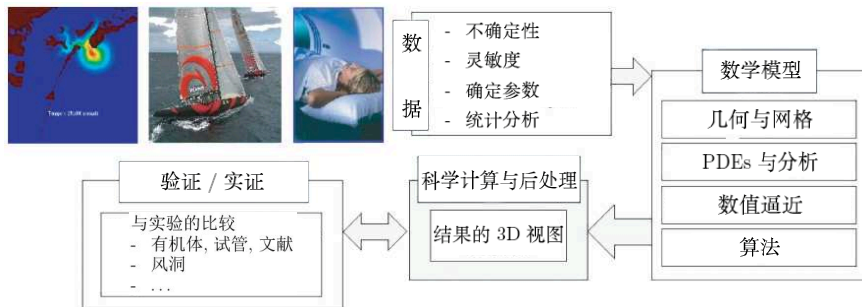 数据
- 不确定性
- 灵敏度
- 确定参数
- 统计分析
数学模型
几何与网格
PDEs 与分析
数值逼近
算法
科学计算与后处理
结果的 3D 视图
验证 / 实证
与实验的比较
- 有机体, 试管, 文献
- 风洞
- ...